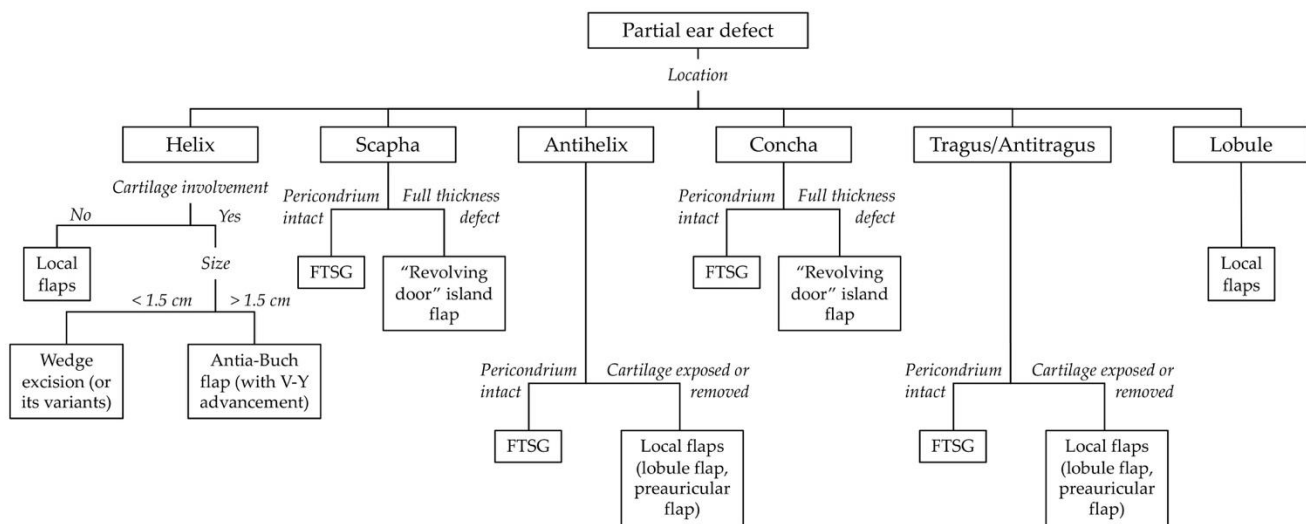 Partial ear defect
Location
Helix
Scapha
Antihelix
Concha
Tragus/Antitragus
Lobule
Cartilage involvement
No
Yes
Local
flaps
Size
< 1.5 cm
> 1.5 cm
Wedge
excision (or
its variants)
Antia-Buch
flap (with V-Y
advancement)
Pericondrium
intact
Full thickness
defect
FTSG
“Revolving
door” island
flap
Pericondrium
intact
Cartilage exposed or
removed
FTSG
Local flaps
(lobule flap,
preauricular
flap)
Pericondrium
intact
Full thickness
defect
FTSG
“Revolving
door” island
flap
Pericondrium
intact
Cartilage exposed or
removed
FTSG
Local flaps
(lobule flap,
preauricular
flap)
Local
flaps